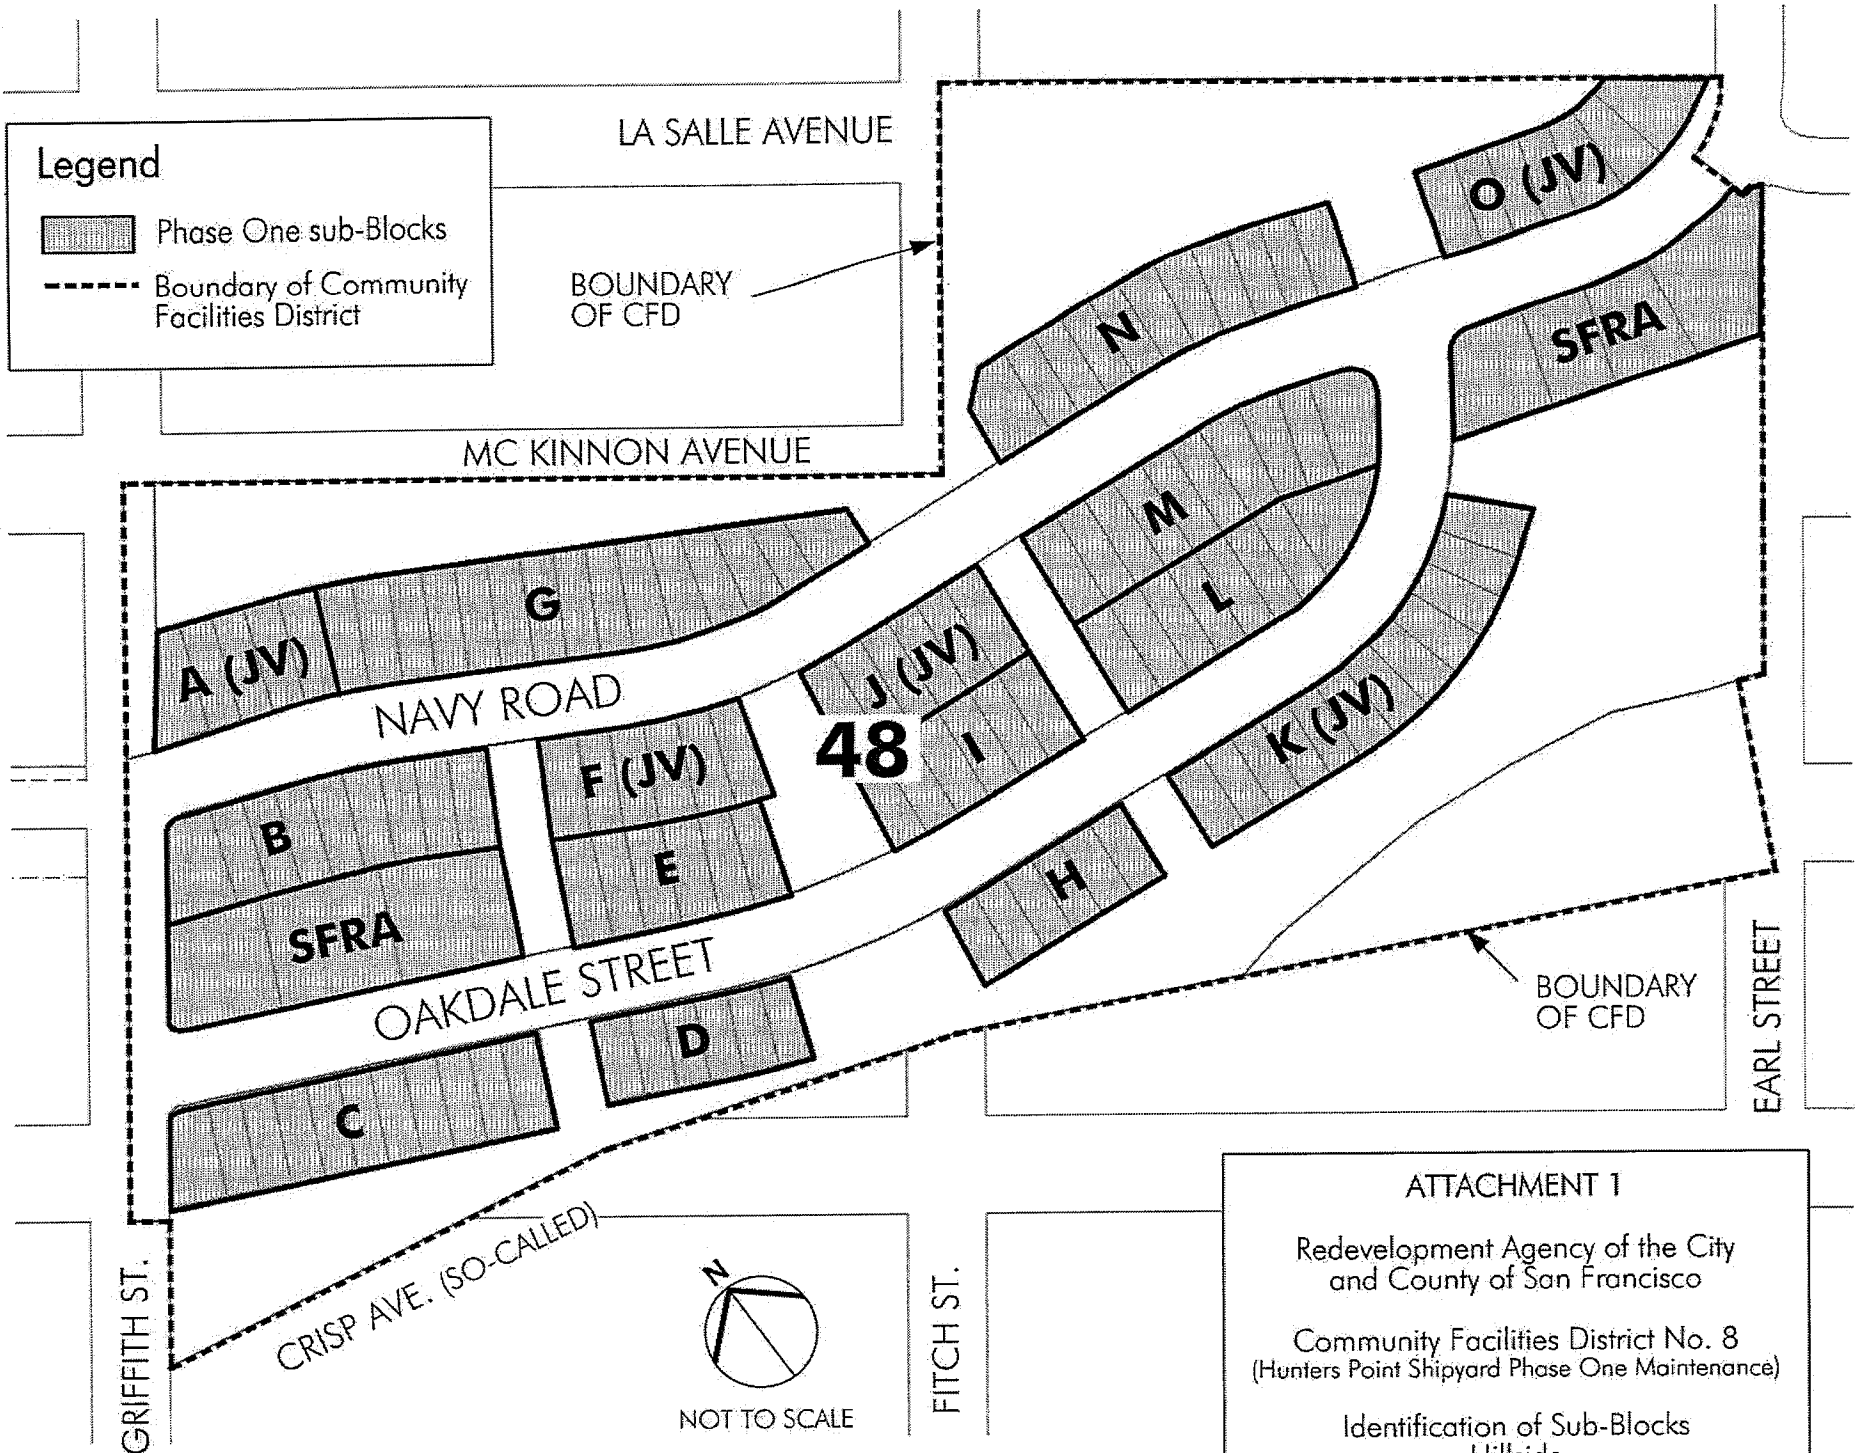 LA SALLE AVENUE
Legend
Phase One sub-Blocks
Boundary of Community
Facilities District
BOUNDARY
OF CFD
MC KINNON AVENUE
O (JV)
N
SFRA
M
L
G
A (JV)
NAVY ROAD
J (JV)
48
I
K (JV)
F (JV)
B
E
SFRA
H
OAKDALE STREET
D
C
BOUNDARY
OF CFD
EARL STREET
CRISP AVE. (SO-CALLED)
GRIFFITH ST.
FITCH ST.
N
NOT TO SCALE
ATTACHMENT 1
Redevelopment Agency of the City
and County of San Francisco
Community Facilities District No. 8
(Hunters Point Shipyard Phase One Maintenance)
Identification of Sub-Blocks
Hillside